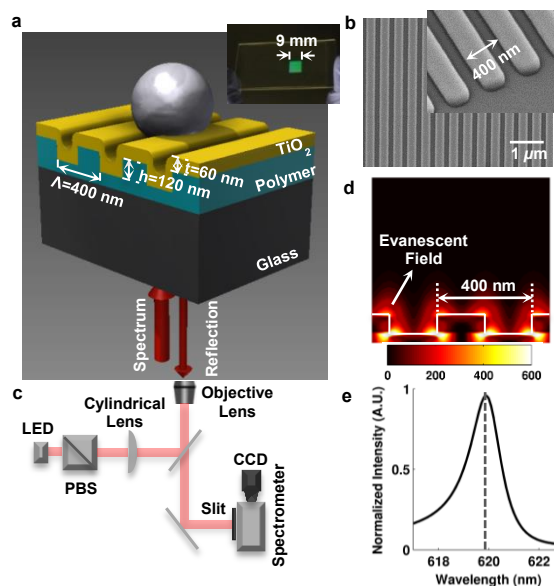 a
9 mm
TiO2
t=60 nm
h=120 nm
Λ=400 nm
Polymer
Glass
Spectrum
Reflection
b
400 nm
1 µm
d
Evanescent
Field
400 nm
0 200 400 600
c
Objective
Lens
Cylindrical
Lens
LED
PBS
CCD
Slit
Spectrometer
e
Normalized Intensity (A.U.)
1
0.5
0
618 620 622
Wavelength (nm)